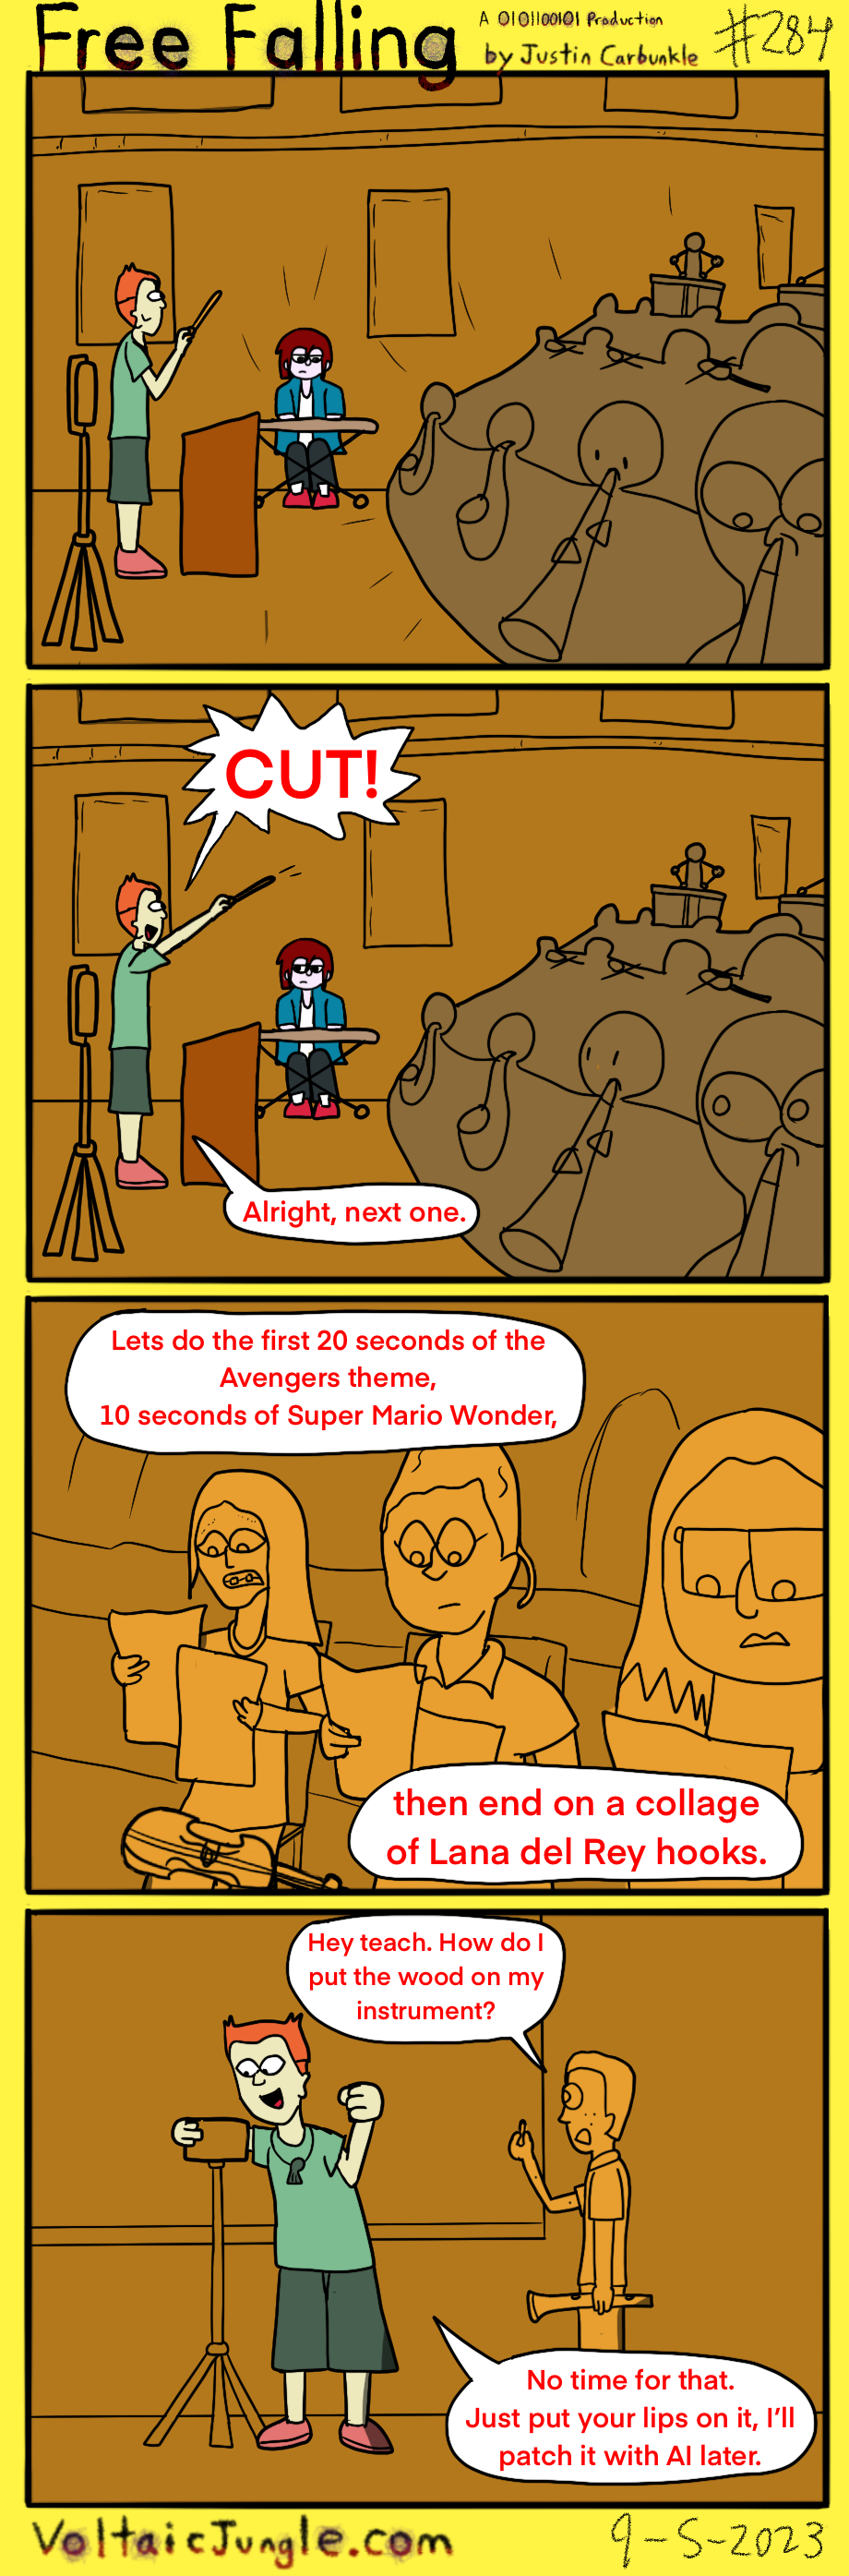 Free Falling
A 0101100101 Production
by Justin Carbunkle
#284
CUT!
Alright, next one.
Lets do the first 20 seconds of the
Avengers theme,
10 seconds of Super Mario Wonder,
then end on a collage
of Lana del Rey hooks.
Hey teach. How do I
put the wood on my
instrument?
No time for that.
Just put your lips on it, I'll
patch it with AI later.
VoltaicJungle.com
9-5-2023